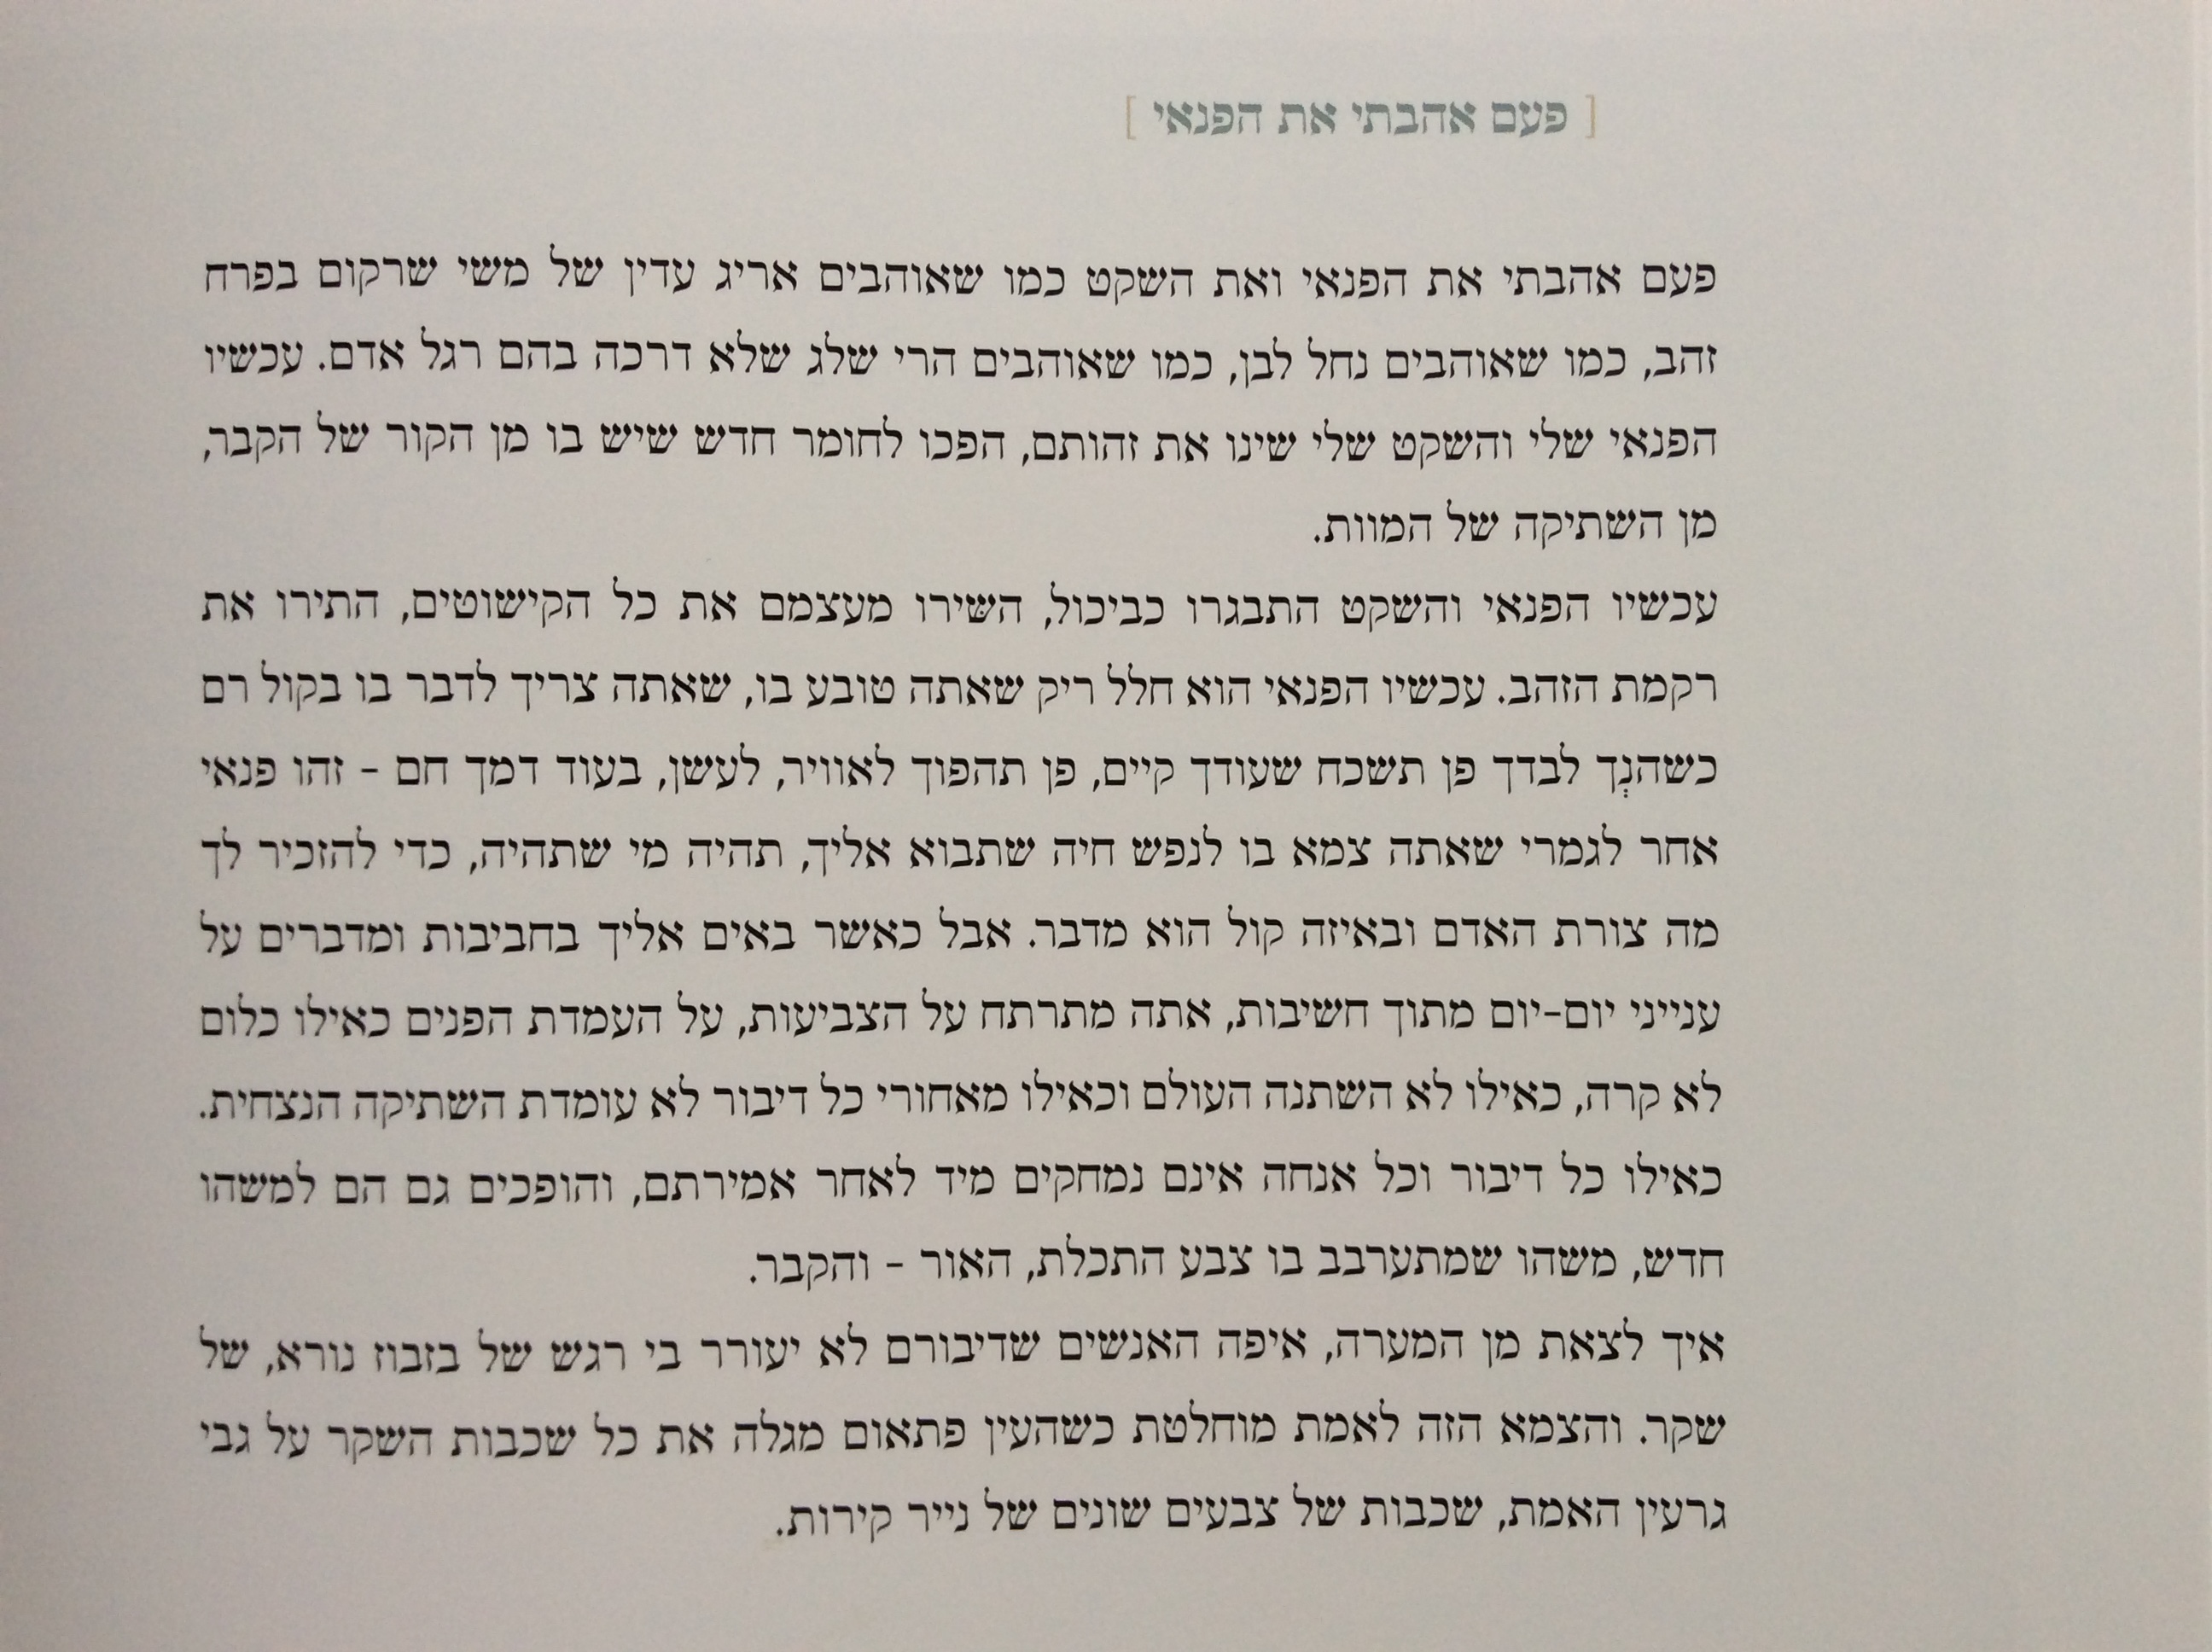 [ פעם אהבתי את הפנאי ]
פעם אהבתי את הפנאי ואת השקט כמו שאוהבים אריג עדין של משי שרקום בפרח
זהב, כמו שאוהבים נחל לבן, כמו שאוהבים הרי שלג שלא דרכה בהם רגל אדם. עכשיו
הפנאי שלי והשקט שלי שינו את זהותם, הפכו לחומר חדש שיש בו מן הקור של הקבר,
מן השתיקה של המוות.
עכשיו הפנאי והשקט התבגרו כביכול, השּירו מעצמם את כל הקישוטים, התירו את
רקמת הזהב. עכשיו הפנאי הוא חלל ריק שאתה טובע בו, שאתה צריך לדבר בו בקול רם
כשהנְך לבדך פן תשכח שעודך קיים, פן תהפוך לאוויר, לעשן, בעוד דמך חם – זהו פנאי
אחר לגמרי שאתה צמא בו לנפש חיה שתבוא אליך, תהיה מי שתהיה, כדי להזכיר לך
מה צורת האדם ובאיזה קול הוא מדבר. אבל כאשר באים אליך בחביבות ומדברים על
ענייני יום-יום מתוך חשיבות, אתה מתרתח על הצביעות, על העמדת הפנים כאילו כלום
לא קרה, כאילו לא השתנה העולם וכאילו מאחורי כל דיבור לא עומדת השתיקה הנצחית.
כאילו כל דיבור וכל אנחה אינם נמחקים מיד לאחר אמירתם, והופכים גם הם למשהו
חדש, משהו שמתערבב בו צבע התכלת, האור – והקבר.
איך לצאת מן המערה, איפה האנשים שדיבורם לא יעורר בי רגש של בזבוז נורא, של
שקר. והצמא הזה לאמת מוחלטת כשהעין פתאום מגלה את כל שכבות השקר על גבי
גרעין האמת, שכבות של צבעים שונים של נייר קירות.